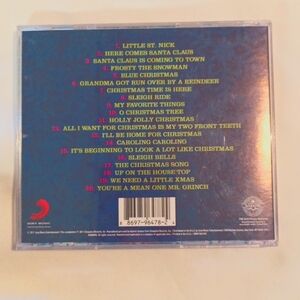 1. LITTLE ST. NICK
2. HERE COMES SANTA CLAUS
3. SANTA CLAUS IS COMING TO TOWN
4. FROSTY THE SNOWMAN
5. BLUE CHRISTMAS
6. GRANDMA GOT RUN OVER BY A REINDEER
7. CHRISTMAS TIME IS HERE
8. SLEIGH RIDE
9. MY FAVORITE THINGS
10. O CHRISTMAS TREE
11. HOLLY JOLLY CHRISTMAS
12. ALL I WANT FOR CHRISTMAS IS MY TWO FRONT TEETH
13. I'LL BE HOME FOR CHRISTMAS
14. CAROLING CAROLING
15. IT'S BEGINNING TO LOOK A LOT LIKE CHRISTMAS
16. SLEIGH BELLS
17. THE CHRISTMAS SONG
18. UP ON THE HOUSE TOP
19. WE NEED A LITTLE XMAS
20. YOU'RE A MEAN ONE MR. GRINCH
8697-96478-2